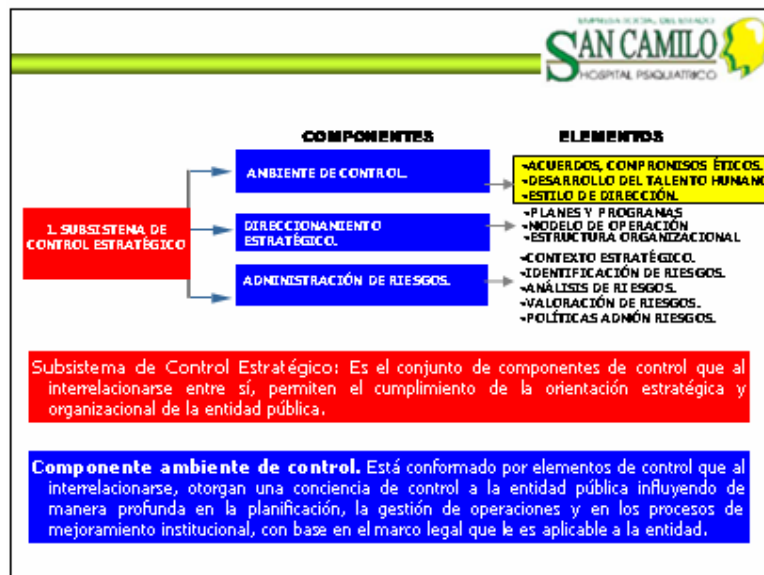 EMPRESA SOCIAL DEL ESTADO
SAN CAMILO
HOSPITAL PSIQUIATRICO
COMPONENTES
ELEMENTOS
1. SUBSISTEMA DE
CONTROL ESTRATÉGICO
AMBIENTE DE CONTROL.
ACUERDOS, COMPROMISOS ÉTICOS.
DESARROLLO DEL TALENTO HUMANO
ESTILO DE DIRECCIÓN.
DIRECCIONAMIENTO
ESTRATÉGICO.
PLANES Y PROGRAMAS
MODELO DE OPERACIÓN
ESTRUCTURA ORGANIZACIONAL
ADMINISTRACIÓN DE RIESGOS.
CONTEXTO ESTRATÉGICO.
IDENTIFICACIÓN DE RIESGOS.
ANÁLISIS DE RIESGOS.
VALORACIÓN DE RIESGOS.
POLÍTICAS ADMÓN RIESGOS.
Subsistema de Control Estratégico: Es el conjunto de componentes de control que al
interrelacionarse entre sí, permiten el cumplimiento de la orientación estratégica y
organizacional de la entidad pública.
Componente ambiente de control. Está conformado por elementos de control que al
interrelacionarse, otorgan una conciencia de control a la entidad pública influyendo de
manera profunda en la planificación, la gestión de operaciones y en los procesos de
mejoramiento institucional, con base en el marco legal que le es aplicable a la entidad.